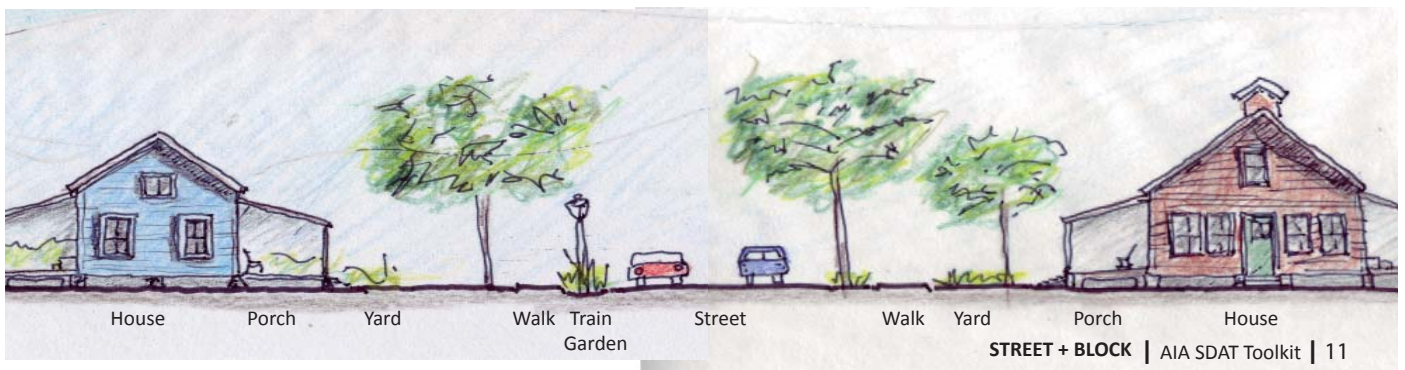 House Porch Yard Walk Train Street Walk Yard Porch House
Garden
STREET + BLOCK | AIA SDAT Toolkit | 11